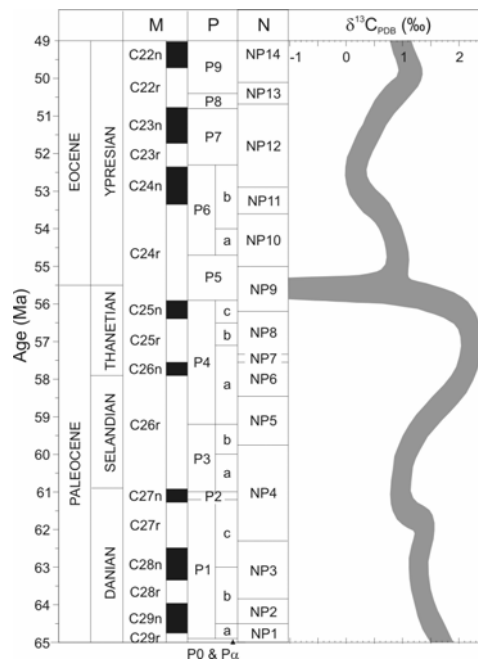 M P N δ¹³C_PDB (‰)
-1 0 1 2
Age (Ma)
49
50
51
52
53
54
55
56
57
58
59
60
61
62
63
64
65
EOCENE
PALEOCENE
YPRESIAN
THANETIAN
SELANDIAN
DANIAN
C22n
C22r
C23n
C23r
C24n
C24r
C25n
C25r
C26n
C26r
C27n
C27r
C28n
C28r
C29n
C29r
P9
P8
P7
P6
b
a
P5
P4
c
b
a
P3
b
a
P2
P1
c
b
a
P0 & Pα
NP14
NP13
NP12
NP11
NP10
NP9
NP8
NP7
NP6
NP5
NP4
NP3
NP2
NP1